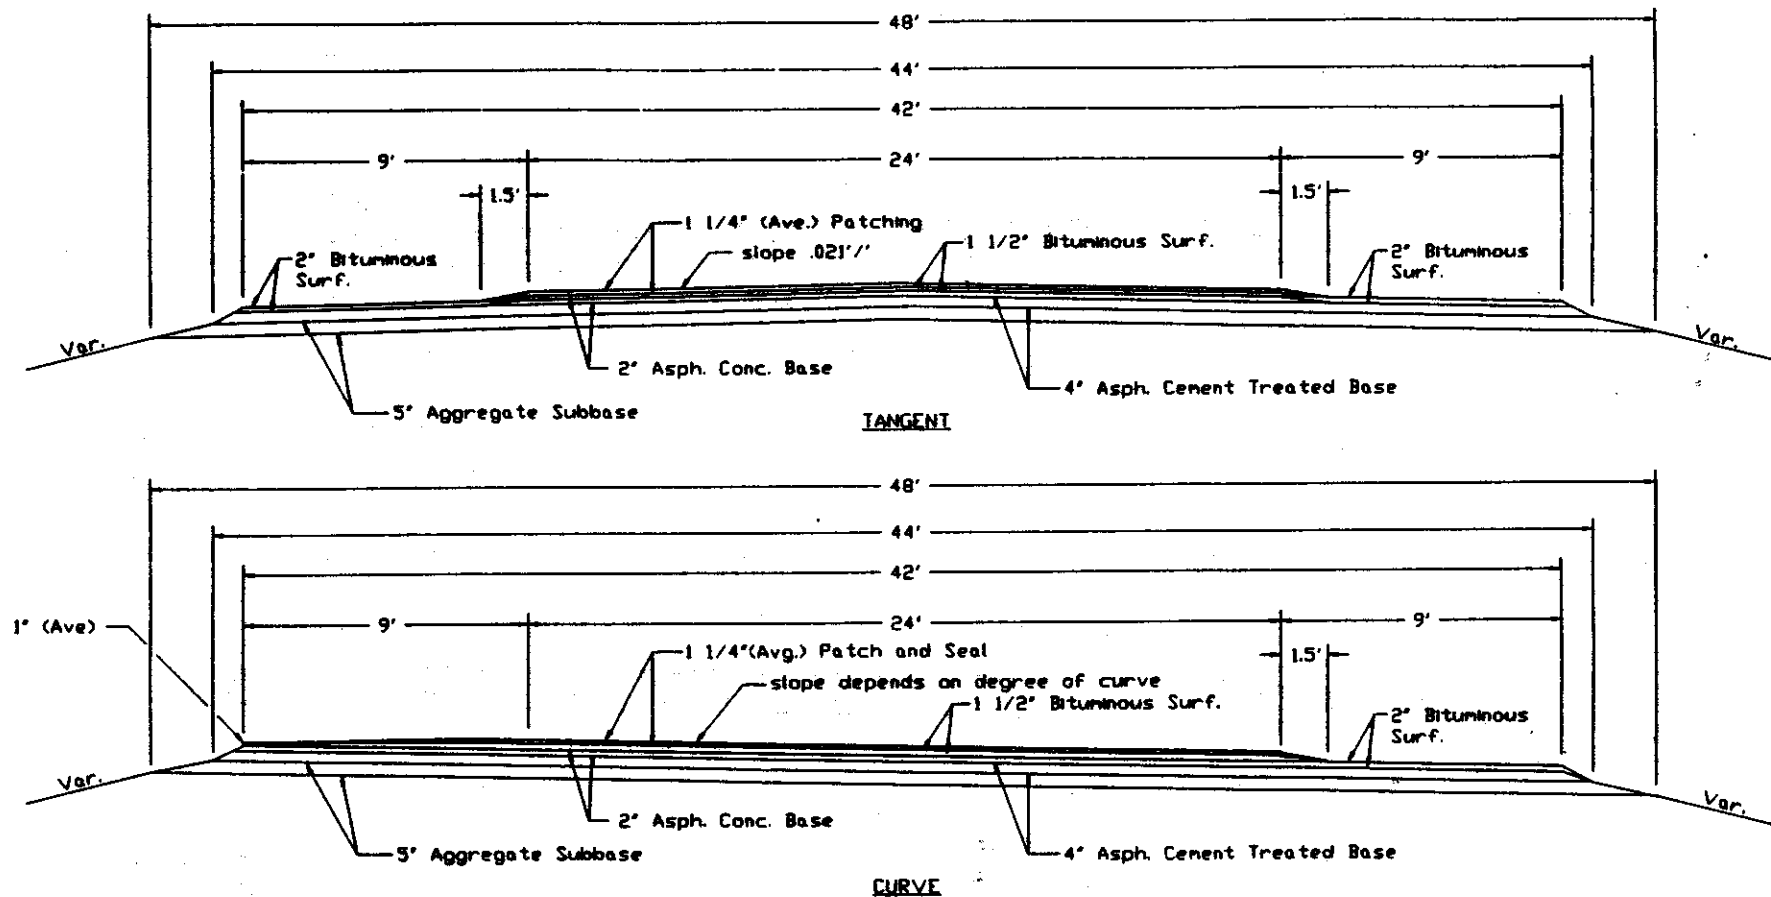 48'
44'
42'
9' 24' 9'
1.5' 1.5'
1 1/4" (Ave.) Patching
slope .021'/'
1 1/2" Bituminous Surf.
2" Bituminous
Surf.
2" Bituminous
Surf.
Var.
Var.
2" Asph. Conc. Base
4" Asph. Cement Treated Base
5" Aggregate Subbase
TANGENT
48'
44'
42'
1" (Ave)
9' 24' 9'
1 1/4"(Avg.) Patch and Seal
1.5'
slope depends on degree of curve
1 1/2" Bituminous Surf.
2" Bituminous
Surf.
Var.
Var.
2" Asph. Conc. Base
5" Aggregate Subbase
4" Asph. Cement Treated Base
CURVE